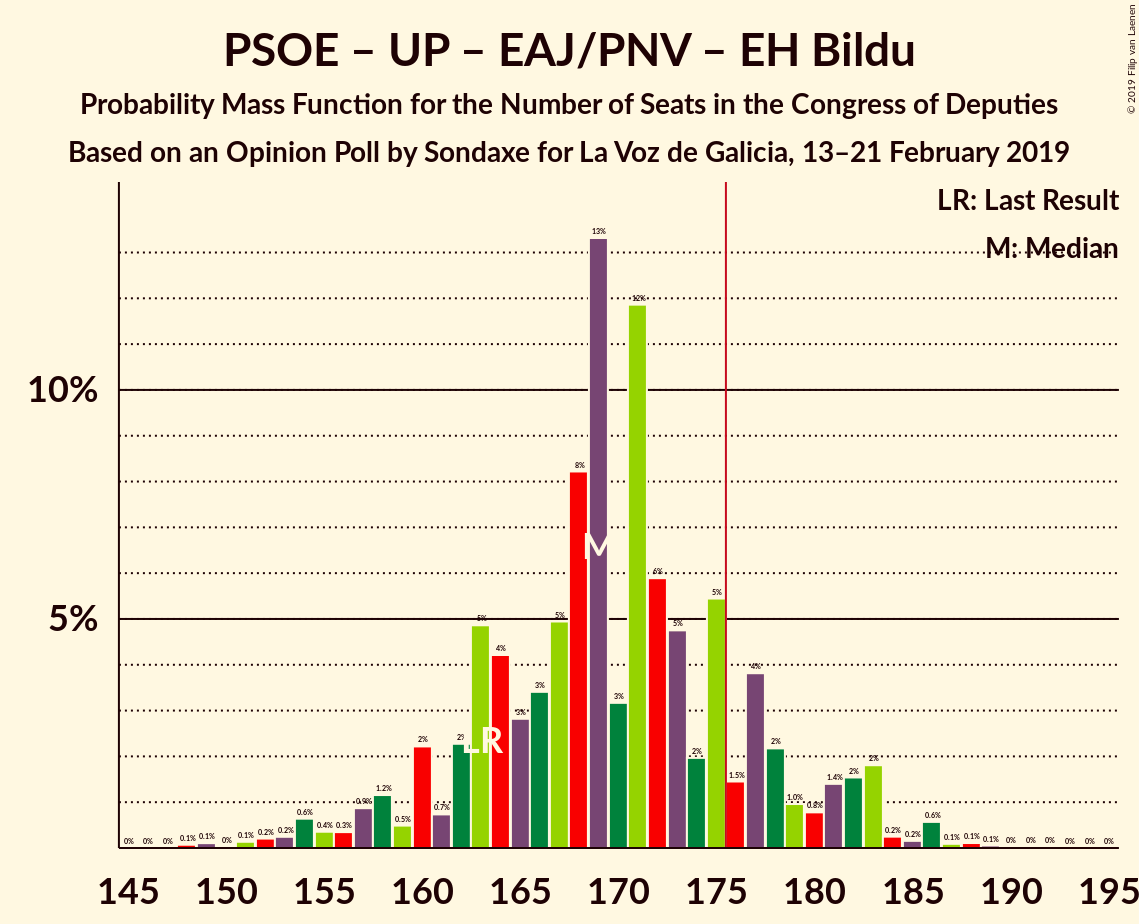 PSOE – UP – EAJ/PNV – EH Bildu
Probability Mass Function for the Number of Seats in the Congress of Deputies
Based on an Opinion Poll by Sondaxe for La Voz de Galicia, 13–21 February 2019
© 2019 Filip van Laenen
LR: Last Result
M: Median
10%
5%
0% 0% 0% 0.1% 0.1% 0% 0.1% 0.2% 0.2% 0.6% 0.4% 0.3% 0.9% 1.2% 0.5% 2% 0.7% 2% 5% 4% 3% 3% 5% 8% 13% 3% 12% 6% 5% 2% 5% 1.5% 4% 2% 1.0% 0.8% 1.4% 2% 2% 0.2% 0.2% 0.6% 0.1% 0.1% 0.1% 0% 0% 0% 0% 0% 0%
LR
M
145 150 155 160 165 170 175 180 185 190 195